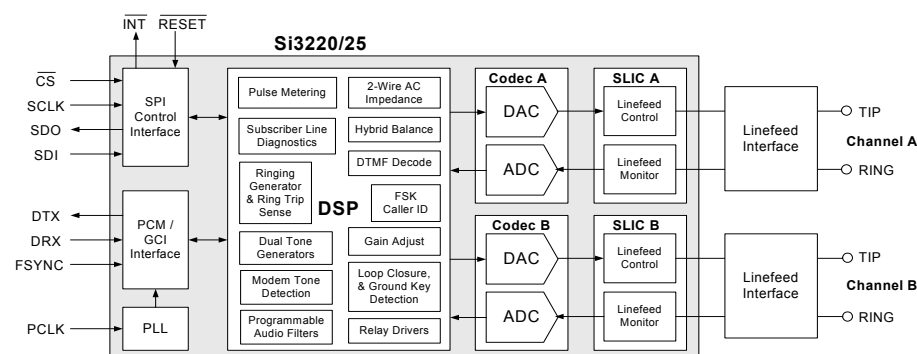 INT
RESET
Si3220/25
CS
SCLK
SDO
SDI
SPI
Control
Interface
DTX
DRX
FSYNC
PCM /
GCI
Interface
PCLK
PLL
Pulse Metering
Subscriber Line
Diagnostics
Ringing
Generator
& Ring Trip
Sense
Dual Tone
Generators
Modem Tone
Detection
Programmable
Audio Filters
DSP
2-Wire AC
Impedance
Hybrid Balance
DTMF Decode
FSK
Caller ID
Gain Adjust
Loop Closure,
& Ground Key
Detection
Relay Drivers
Codec A
DAC
ADC
SLIC A
Linefeed
Control
Linefeed
Monitor
Linefeed
Interface
TIP
Channel A
RING
Codec B
DAC
ADC
SLIC B
Linefeed
Control
Linefeed
Monitor
Linefeed
Interface
TIP
Channel B
RING